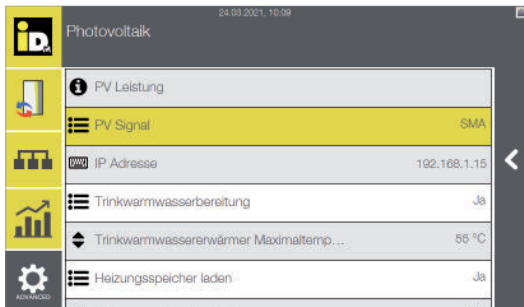 24.03.2021, 10:09
iD
Photovoltaik
PV Leistung
PV Signal SMA
IP Adresse 192.168.1.15
Trinkwarmwasserbereitung Ja
Trinkwarmwassererwärmer Maximaltemp... 55 °C
Heizungsspeicher laden Ja
ADVANCED